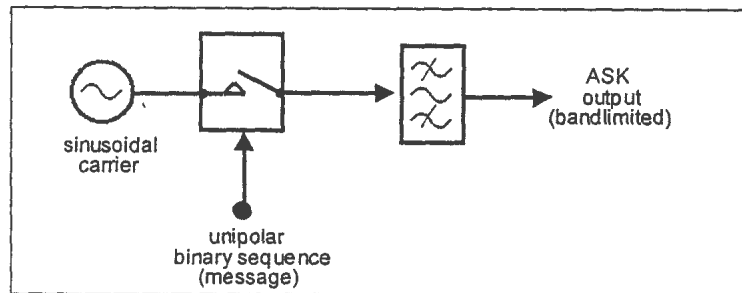 sinusoidal
carrier
unipolar
binary sequence
(message)
ASK
output
(bandlimited)